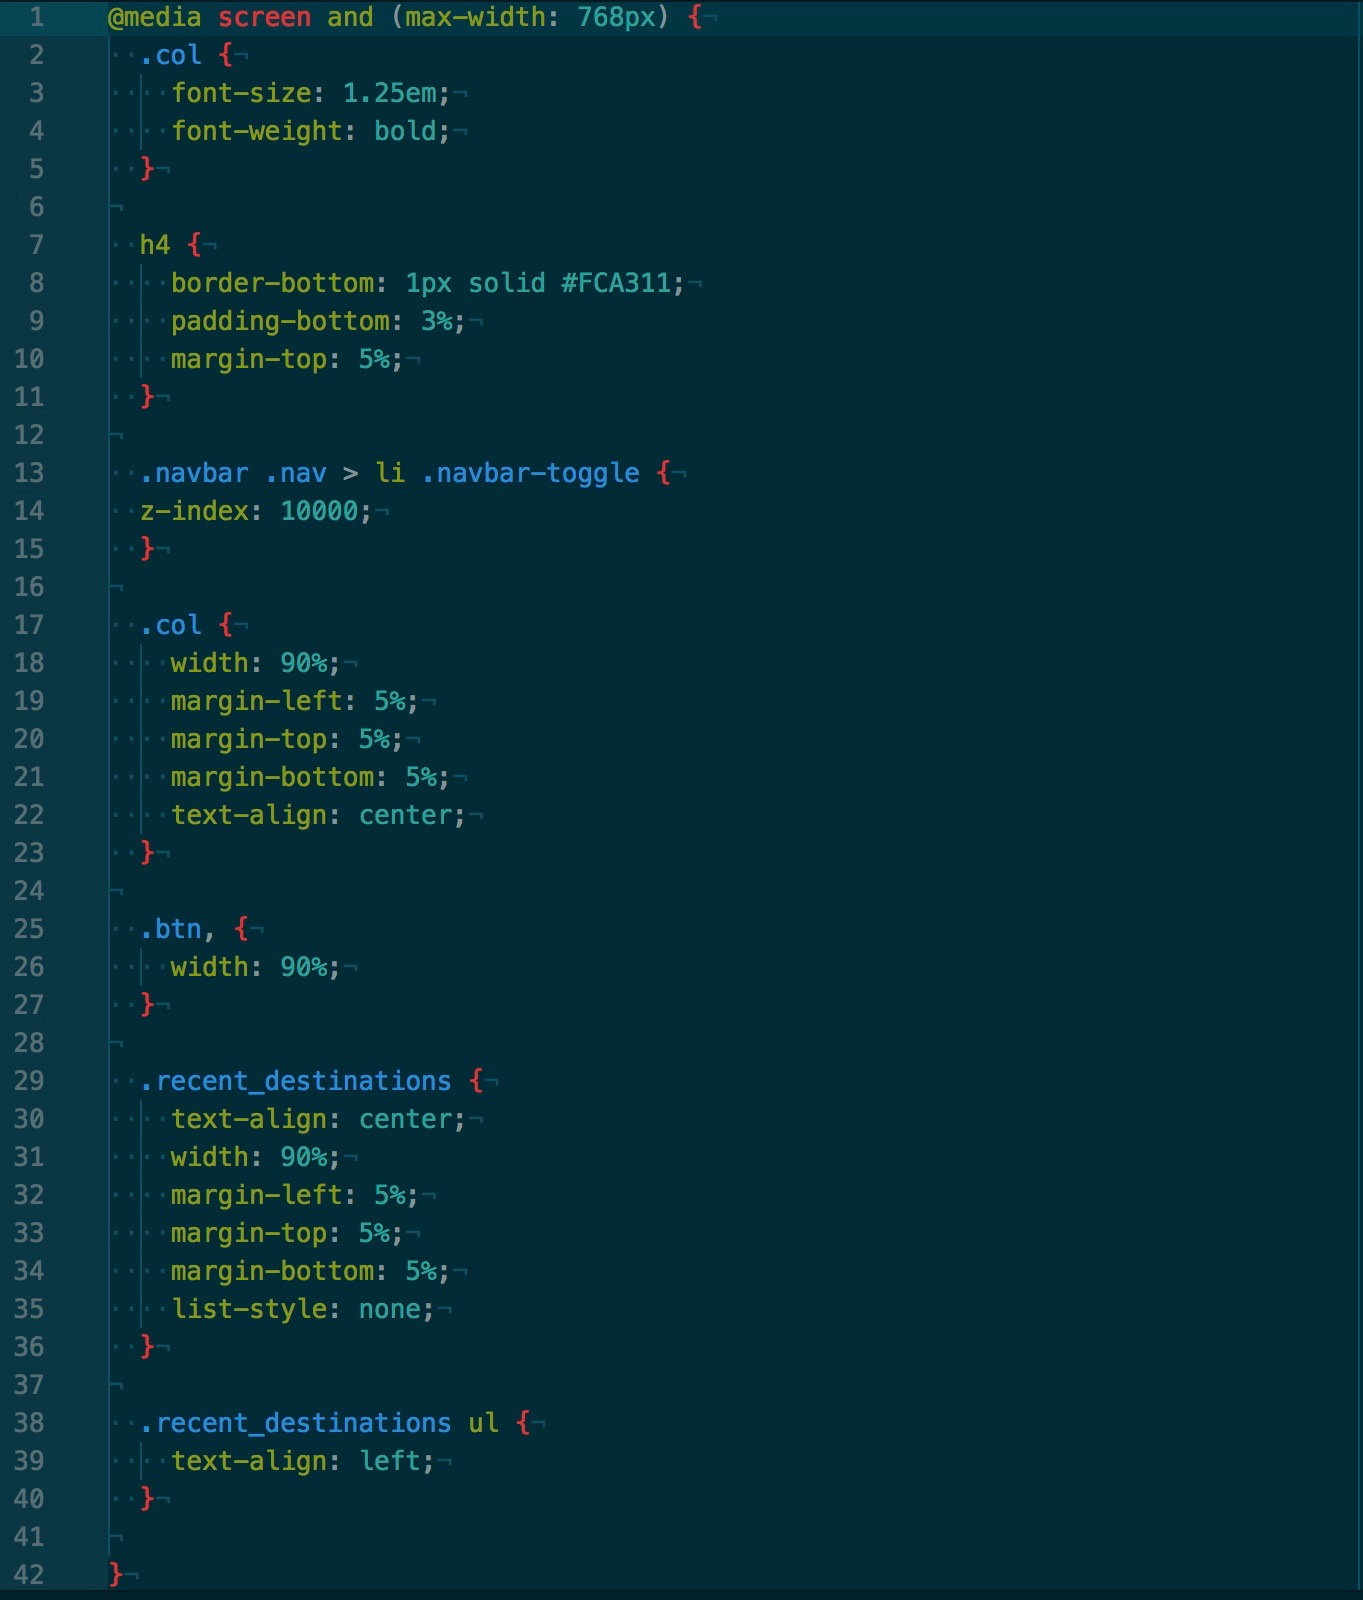 1 @media screen and (max-width: 768px) {¬
2 ··.col {¬
3 ····font-size: 1.25em;¬
4 ····font-weight: bold;¬
5 ··}¬
6 ¬
7 ··h4 {¬
8 ····border-bottom: 1px solid #FCA311;¬
9 ····padding-bottom: 3%;¬
10 ····margin-top: 5%;¬
11 ··}¬
12 ¬
13 ··.navbar .nav > li .navbar-toggle {¬
14 ··z-index: 10000;¬
15 ··}¬
16 ¬
17 ··.col {¬
18 ····width: 90%;¬
19 ····margin-left: 5%;¬
20 ····margin-top: 5%;¬
21 ····margin-bottom: 5%;¬
22 ····text-align: center;¬
23 ··}¬
24 ¬
25 ··.btn, {¬
26 ····width: 90%;¬
27 ··}¬
28 ¬
29 ··.recent_destinations {¬
30 ····text-align: center;¬
31 ····width: 90%;¬
32 ····margin-left: 5%;¬
33 ····margin-top: 5%;¬
34 ····margin-bottom: 5%;¬
35 ····list-style: none;¬
36 ··}¬
37 ¬
38 ··.recent_destinations ul {¬
39 ····text-align: left;¬
40 ··}¬
41 ¬
42 }¬